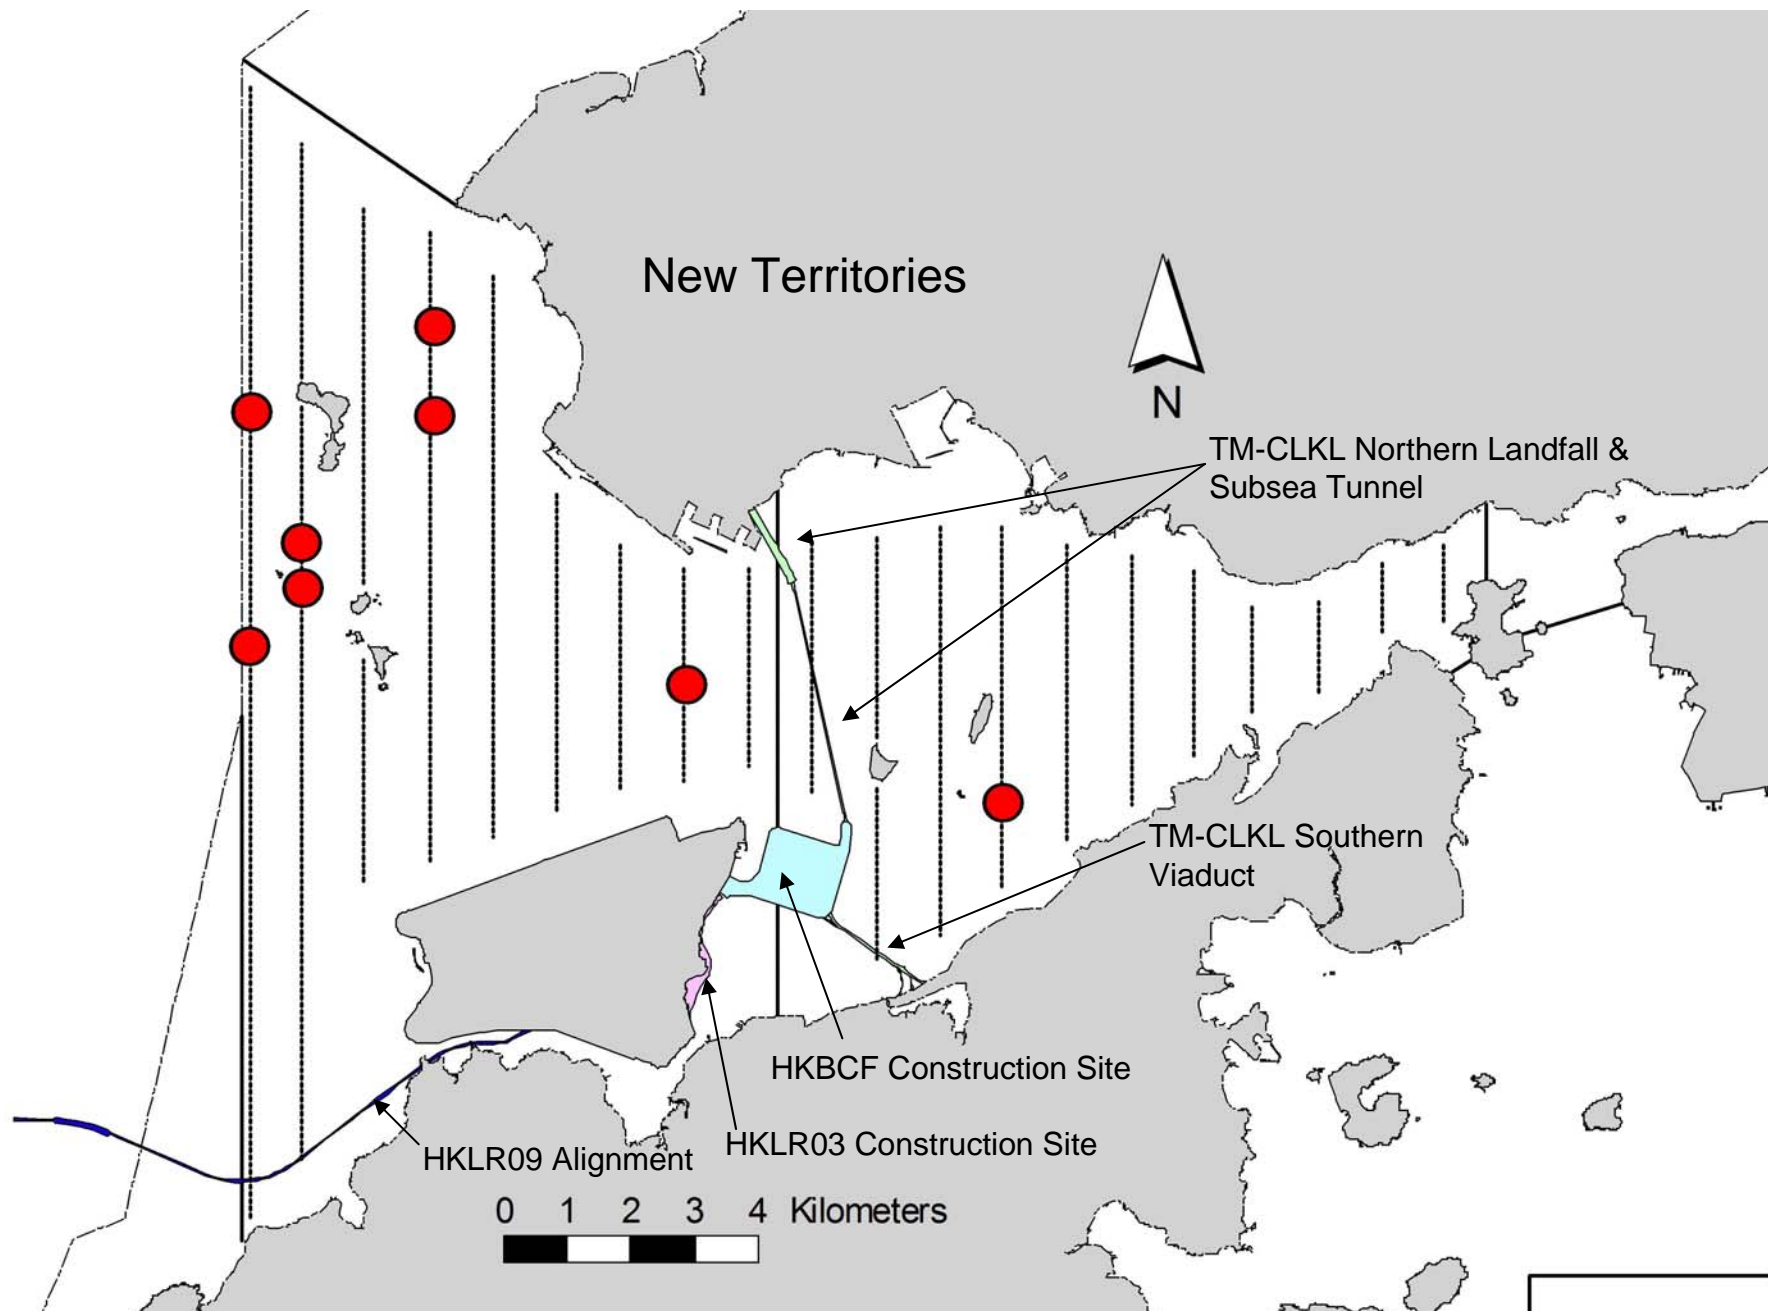 New Territories
N
TM-CLKL Northern Landfall &
Subsea Tunnel
TM-CLKL Southern
Viaduct
HKBCF Construction Site
HKLR03 Construction Site
HKLR09 Alignment
0 1 2 3 4 Kilometers